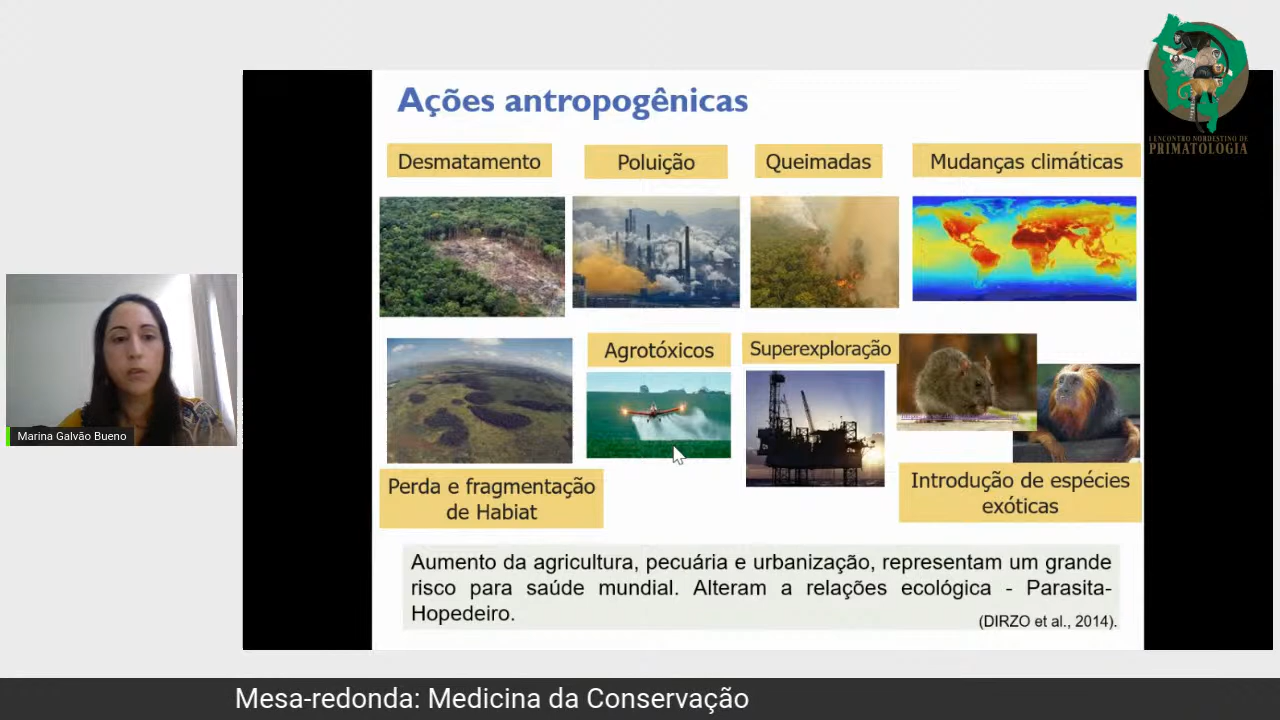 Ações antropogênicas
Desmatamento
Poluição
Queimadas
Mudanças climáticas
Agrotóxicos
Superexploração
Perda e fragmentação
de Habiat
Introdução de espécies
exóticas
Aumento da agricultura, pecuária e urbanização, representam um grande
risco para saúde mundial. Alteram a relações ecológica - Parasita-
Hopedeiro.
(DIRZO et al., 2014).
I ENCONTRO NORDESTINO DE
PRIMATOLOGIA
Marina Galvão Bueno
Mesa-redonda: Medicina da Conservação